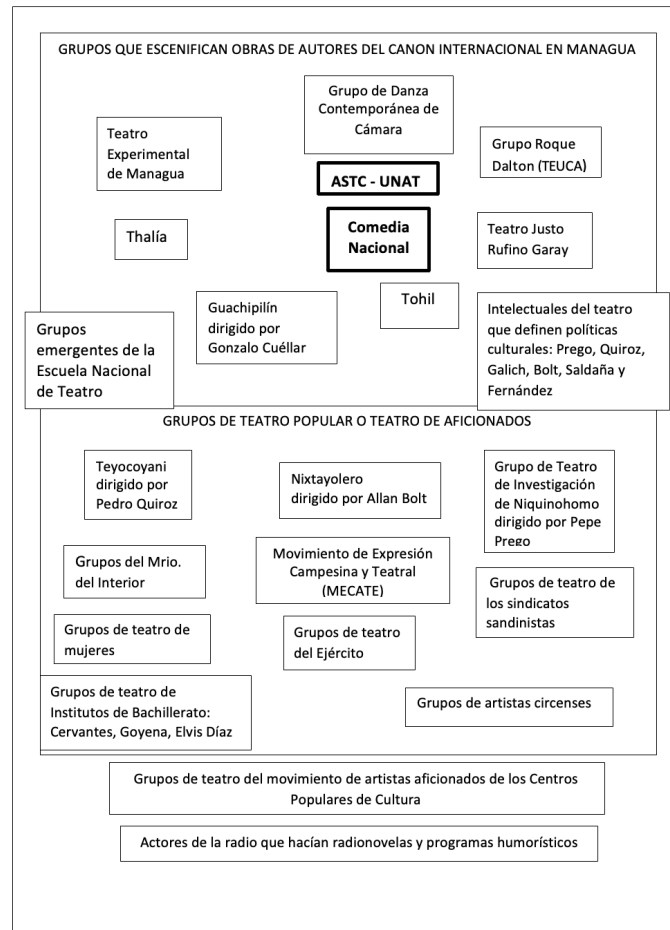 GRUPOS QUE ESCENIFICAN OBRAS DE AUTORES DEL CANON INTERNACIONAL EN MANAGUA
Grupo de Danza
Contemporánea de
Cámara
Teatro
Experimental
de Managua
Grupo Roque
Dalton (TEUCA)
ASTC - UNAT
Thalía
Comedia
Nacional
Teatro Justo
Rufino Garay
Guachipilín
dirigido por
Gonzalo Cuéllar
Tohil
Grupos
emergentes de la
Escuela Nacional
de Teatro
Intelectuales del teatro
que definen políticas
culturales: Prego, Quiroz,
Galich, Bolt, Saldaña y
Fernández
GRUPOS DE TEATRO POPULAR O TEATRO DE AFICIONADOS
Teyocoyani
dirigido por
Pedro Quiroz
Nixtayolero
dirigido por Allan Bolt
Grupo de Teatro
de Investigación
de Niquinohomo
dirigido por Pepe
Prego
Grupos del Mrio.
del Interior
Movimiento de Expresión
Campesina y Teatral
(MECATE)
Grupos de teatro de
los sindicatos
sandinistas
Grupos de teatro de
mujeres
Grupos de teatro
del Ejército
Grupos de teatro de
Institutos de Bachillerato:
Cervantes, Goyena, Elvis Díaz
Grupos de artistas circenses
Grupos de teatro del movimiento de artistas aficionados de los Centros
Populares de Cultura
Actores de la radio que hacían radionovelas y programas humorísticos